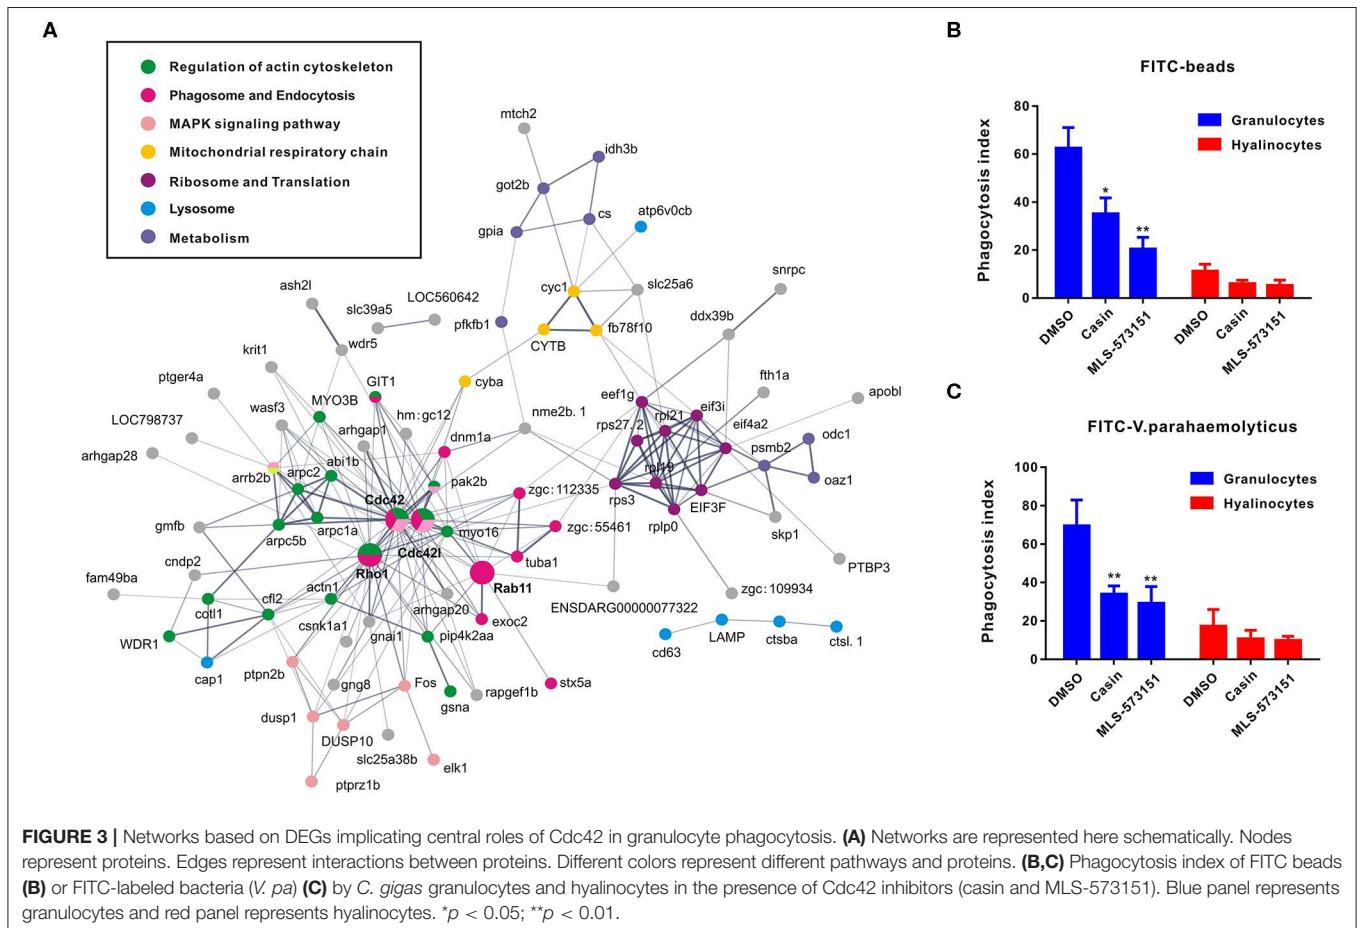 A
Regulation of actin cytoskeleton
Phagosome and Endocytosis
MAPK signaling pathway
Mitochondrial respiratory chain
Ribosome and Translation
Lysosome
Metabolism
mtch2
idh3b
got2b
cs
atp6v0cb
gpia
snrpc
ash2l
LOC560642
slc39a5
cyc1
slc25a6
pfkfb1
ddx39b
fb78f10
CYTB
wdr5
krit1
ptger4a
GIT1
cyba
fth1a
apobl
wasf3
MYO3B
hm:gc12
nme2b. 1
eef1g
rpl21
eif3i
LOC798737
arhgap1
dnm1a
rps27. 2
eif4a2
odc1
arhgap28
abi1b
psmb2
arrb2b
arpc2
pak2b
rpl19
oaz1
Cdc42
zgc: 112335
rps3
EIF3F
gmfb
arpc1a
myo16
zgc: 55461
rplp0
skp1
arpc5b
Cdc42l
cndp2
tuba1
PTBP3
fam49ba
Rho1
Rab11
actn1
zgc: 109934
cfl2
arhgap20
ENSDARG00000077322
cotl1
csnk1a1
exoc2
WDR1
gnai1
pip4k2aa
LAMP
ctsba
ctsl. 1
cd63
cap1
ptpn2b
gng8
Fos
stx5a
rapgef1b
gsna
dusp1
DUSP10
slc25a38b
elk1
ptprz1b
B
FITC-beads
Phagocytosis index
80
60
40
20
0
Granulocytes
Hyalinocytes
*
**
DMSO
Casin
MLS-573151
DMSO
Casin
MLS-573151
C
FITC-V.parahaemolyticus
Phagocytosis index
100
80
60
40
20
0
Granulocytes
Hyalinocytes
**
**
DMSO
Casin
MLS-573151
DMSO
Casin
MLS-573151
FIGURE 3 | Networks based on DEGs implicating central roles of Cdc42 in granulocyte phagocytosis. (A) Networks are represented here schematically. Nodes
represent proteins. Edges represent interactions between proteins. Different colors represent different pathways and proteins. (B,C) Phagocytosis index of FITC beads
(B) or FITC-labeled bacteria (V. pa) (C) by C. gigas granulocytes and hyalinocytes in the presence of Cdc42 inhibitors (casin and MLS-573151). Blue panel represents
granulocytes and red panel represents hyalinocytes. *p < 0.05; **p < 0.01.